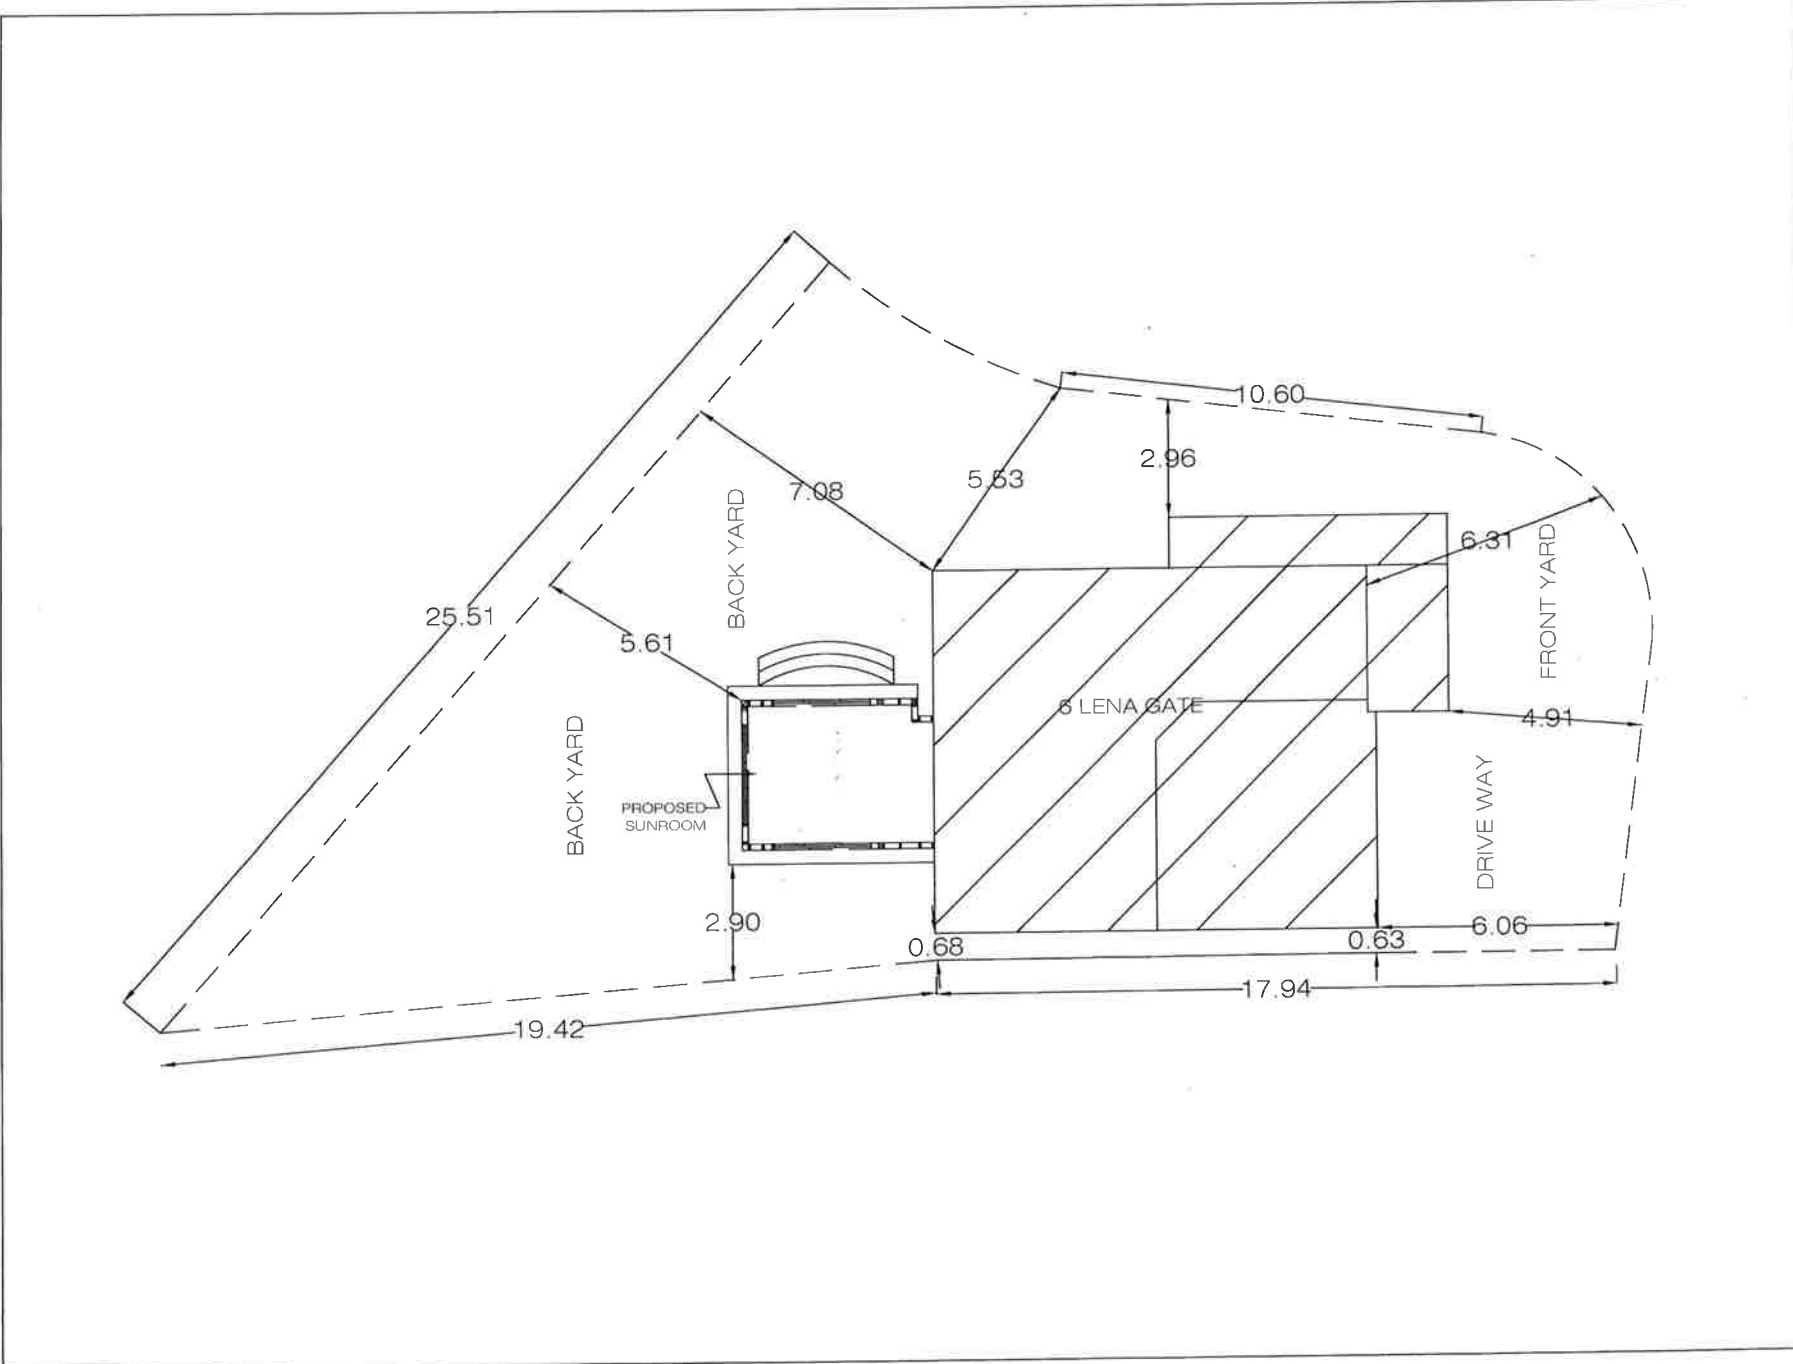 10.60
2.96
5.53
7.08
BACK YARD
6.31
FRONT YARD
25.51
5.61
6 LENA GATE
4.91
BACK YARD
PROPOSED
SUNROOM
DRIVE WAY
2.90
0.68
0.63
6.06
17.94
19.42